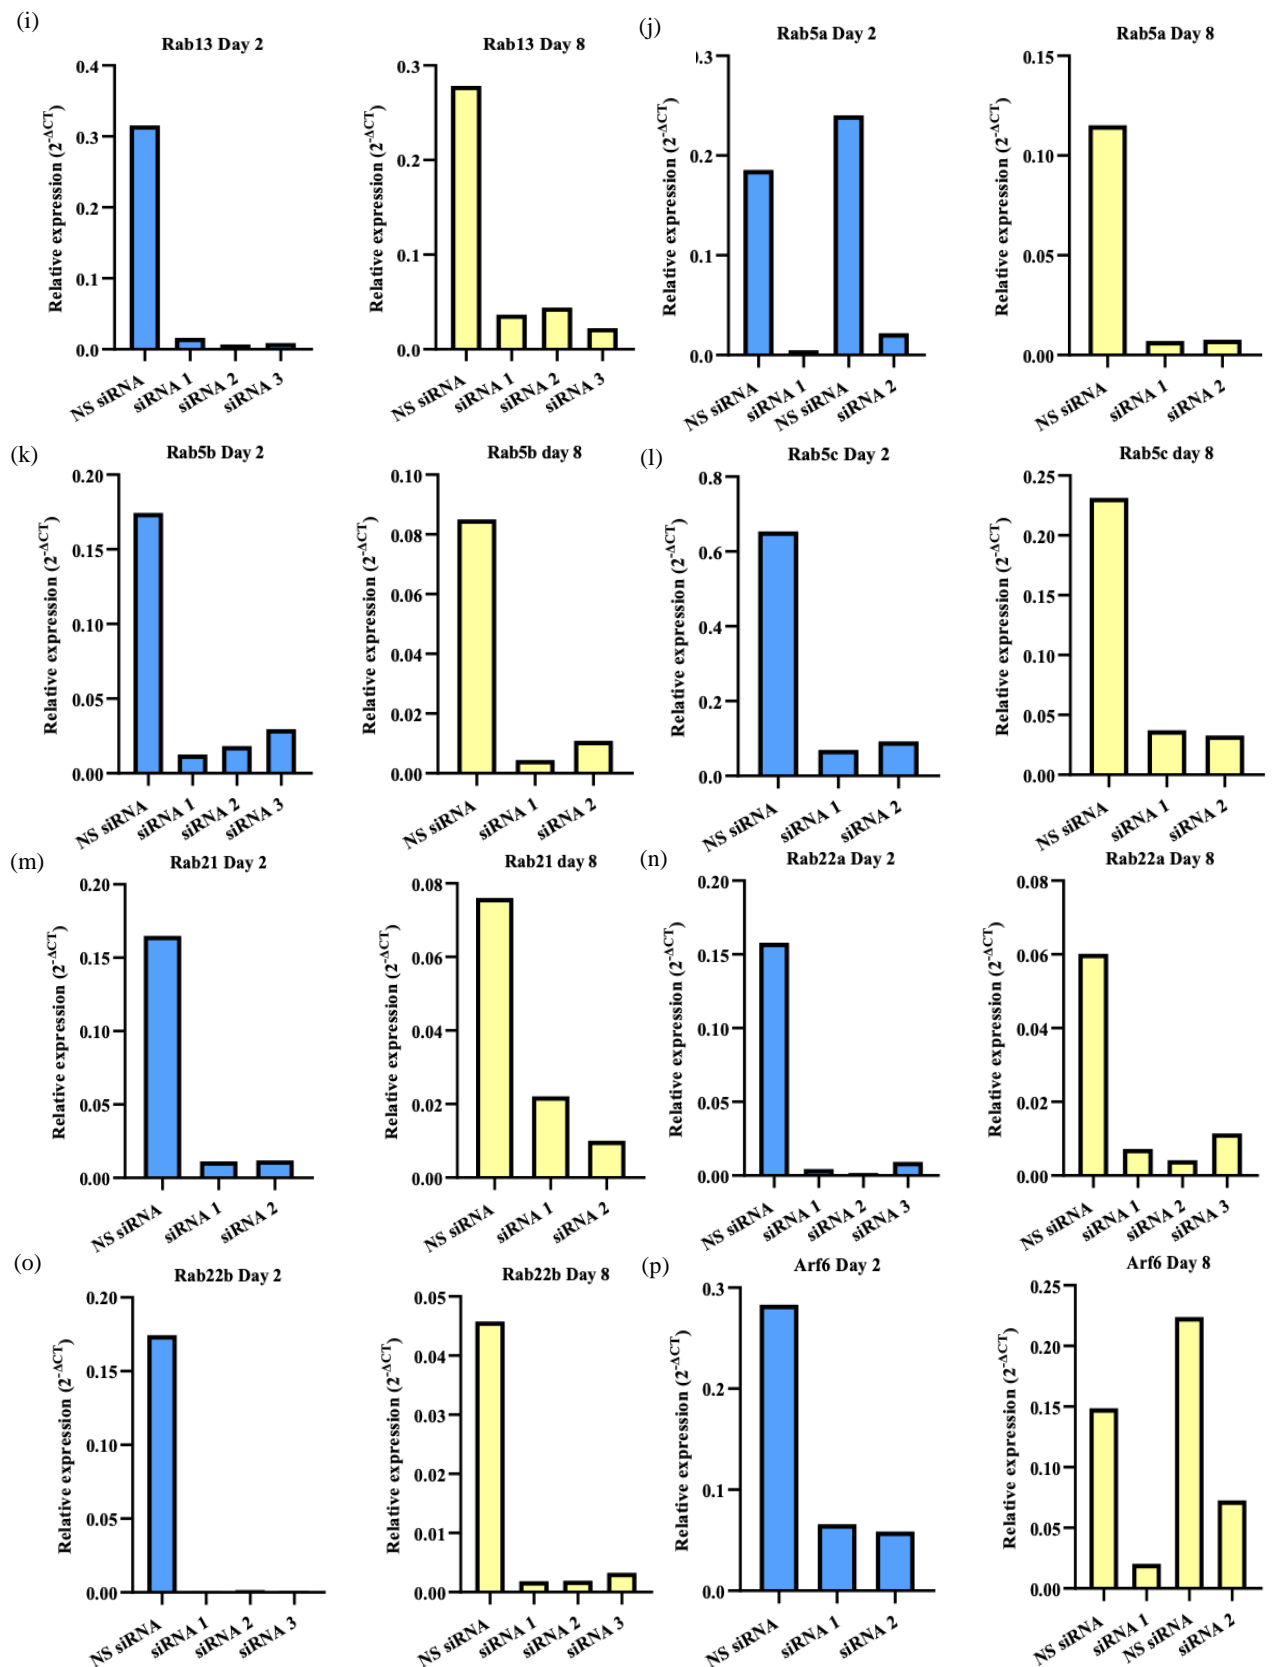 (i)
Rab13 Day 2
Relative expression (2^-ΔCT)
0.4
0.3
0.2
0.1
0.0
NS siRNA
siRNA 1
siRNA 2
siRNA 3
Rab13 Day 8
Relative expression (2^-ΔCT)
0.3
0.2
0.1
0.0
NS siRNA
siRNA 1
siRNA 2
siRNA 3
(j)
Rab5a Day 2
Relative expression (2^-ΔCT)
).3
0.2
0.1
0.0
NS siRNA
siRNA 1
NS siRNA
siRNA 2
Rab5a Day 8
Relative expression (2^-ΔCT)
0.15
0.10
0.05
0.00
NS siRNA
siRNA 1
siRNA 2
(k)
Rab5b Day 2
Relative expression (2^-ΔCT)
0.20
0.15
0.10
0.05
0.00
NS siRNA
siRNA 1
siRNA 2
siRNA 3
Rab5b day 8
Relative expression (2^-ΔCT)
0.10
0.08
0.06
0.04
0.02
0.00
NS siRNA
siRNA 1
siRNA 2
(l)
Rab5c Day 2
Relative expression (2^-ΔCT)
0.8
0.6
0.4
0.2
0.0
NS siRNA
siRNA 1
siRNA 2
Rab5c day 8
Relative expression (2^-ΔCT)
0.25
0.20
0.15
0.10
0.05
0.00
NS siRNA
siRNA 1
siRNA 2
(m)
Rab21 Day 2
Relative expression (2^-ΔCT)
0.20
0.15
0.10
0.05
0.00
NS siRNA
siRNA 1
siRNA 2
Rab21 day 8
Relative expression (2^-ΔCT)
0.08
0.06
0.04
0.02
0.00
NS siRNA
siRNA 1
siRNA 2
(n)
Rab22a Day 2
Relative expression (2^-ΔCT)
0.20
0.15
0.10
0.05
0.00
NS siRNA
siRNA 1
siRNA 2
siRNA 3
Rab22a Day 8
Relative expression (2^-ΔCT)
0.08
0.06
0.04
0.02
0.00
NS siRNA
siRNA 1
siRNA 2
siRNA 3
(o)
Rab22b Day 2
Relative expression (2^-ΔCT)
0.20
0.15
0.10
0.05
0.00
NS siRNA
siRNA 1
siRNA 2
siRNA 3
Rab22b Day 8
Relative expression (2^-ΔCT)
0.05
0.04
0.03
0.02
0.01
0.00
NS siRNA
siRNA 1
siRNA 2
siRNA 3
(p)
Arf6 Day 2
Relative expression (2^-ΔCT)
0.3
0.2
0.1
0.0
NS siRNA
siRNA 1
siRNA 2
Arf6 Day 8
Relative expression (2^-ΔCT)
0.25
0.20
0.15
0.10
0.05
0.00
NS siRNA
siRNA 1
NS siRNA
siRNA 2